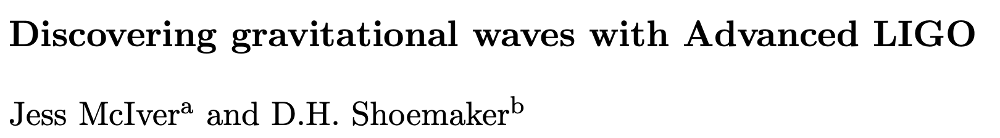 Discovering gravitational waves with Advanced LIGO
Jess McIverᵃ and D.H. Shoemakerᵇ